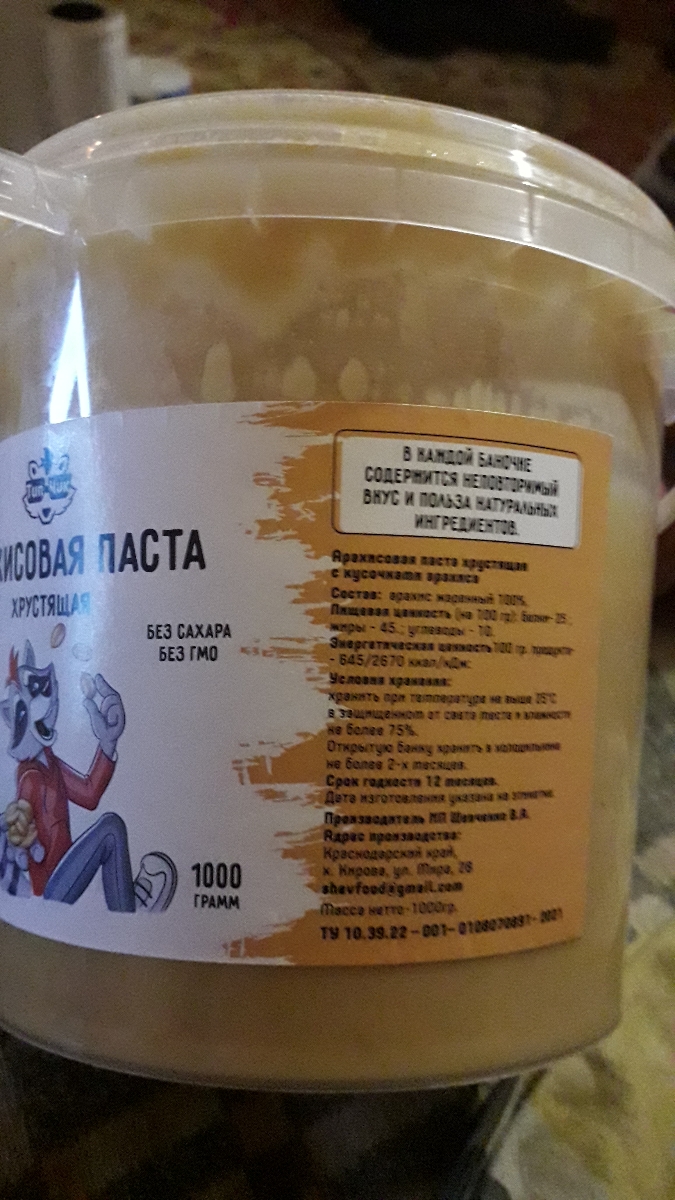 Топ-Чик
ИСОВАЯ ПАСТА
ХРУСТЯЩАЯ
БЕЗ САХАРА
БЕЗ ГМО
1000
ГРАММ
В КАЖДОЙ БАНОЧКЕ
СОДЕРЖИТСЯ НЕПОВТОРИМЫЙ
ВКУС И ПОЛЬЗА НАТУРАЛЬНЫХ
ИНГРЕДИЕНТОВ.
Арахисовая паста хрустящая
с кусочками арахиса
Состав: арахис жаренный 100%.
Пищевая ценность (на 100 гр): белки- 25,
жиры - 45.; углеводы - 10.
Энергетическая ценность 100 гр. продукта-
- 645/2670 ккал/кДж:
Условия хранения:
хранить при температуре не выше 25°С
в защищенном от света месте и влажности
не более 75%.
Открытую банку хранить в холодильнике
не более 2-х месяцев.
Срок годности 12 месяцев.
Дата изготовления указана на этикетке.
Производитель ИП Шевченко В.А.
Адрес производства:
Краснодарский край,
х. Кирова, ул. Мира, 28
shevfood@gmail.com
Масса нетто-1000гр.
ТУ 10.39.22-001-0108070891-2021